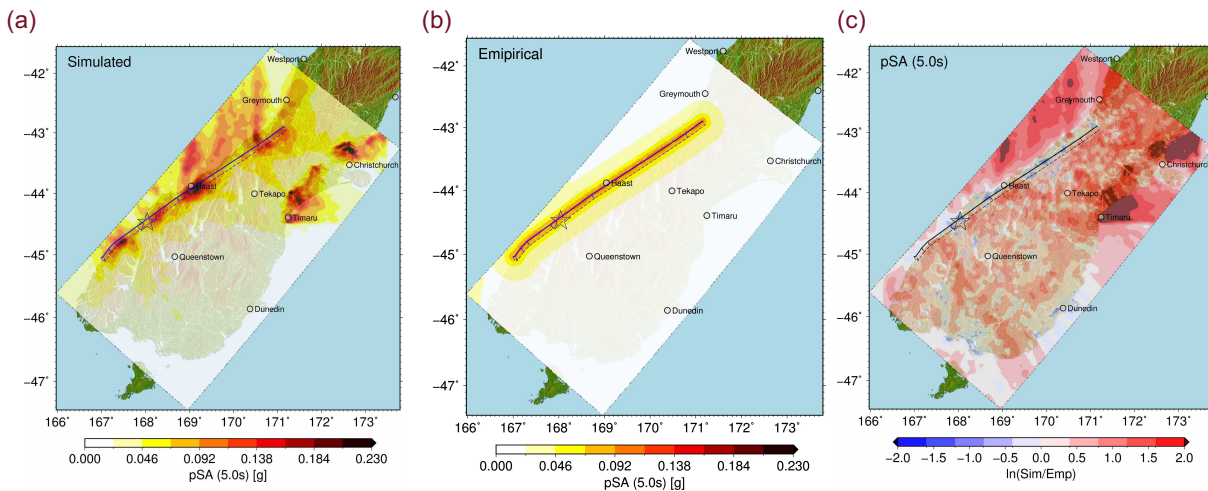 (a)
(b)
(c)
Simulated
Westport
Greymouth
Haast
Christchurch
Tekapo
Timaru
Queenstown
Dunedin
−42˚
−43˚
−44˚
−45˚
−46˚
−47˚
166˚ 167˚ 168˚ 169˚ 170˚ 171˚ 172˚ 173˚
0.000 0.046 0.092 0.138 0.184 0.230
pSA (5.0s) [g]
Emipirical
Westport
Greymouth
Christchurch
Haast
Tekapo
Timaru
Queenstown
Dunedin
−42˚
−43˚
−44˚
−45˚
−46˚
−47˚
166˚ 167˚ 168˚ 169˚ 170˚ 171˚ 172˚ 173˚
0.000 0.046 0.092 0.138 0.184 0.230
pSA (5.0s) [g]
pSA (5.0s)
Westport
Greymouth
Christchurch
Haast
Tekapo
Timaru
Queenstown
Dunedin
−42˚
−43˚
−44˚
−45˚
−46˚
−47˚
166˚ 167˚ 168˚ 169˚ 170˚ 171˚ 172˚ 173˚
−2.0 −1.5 −1.0 −0.5 0.0 0.5 1.0 1.5 2.0
ln(Sim/Emp)